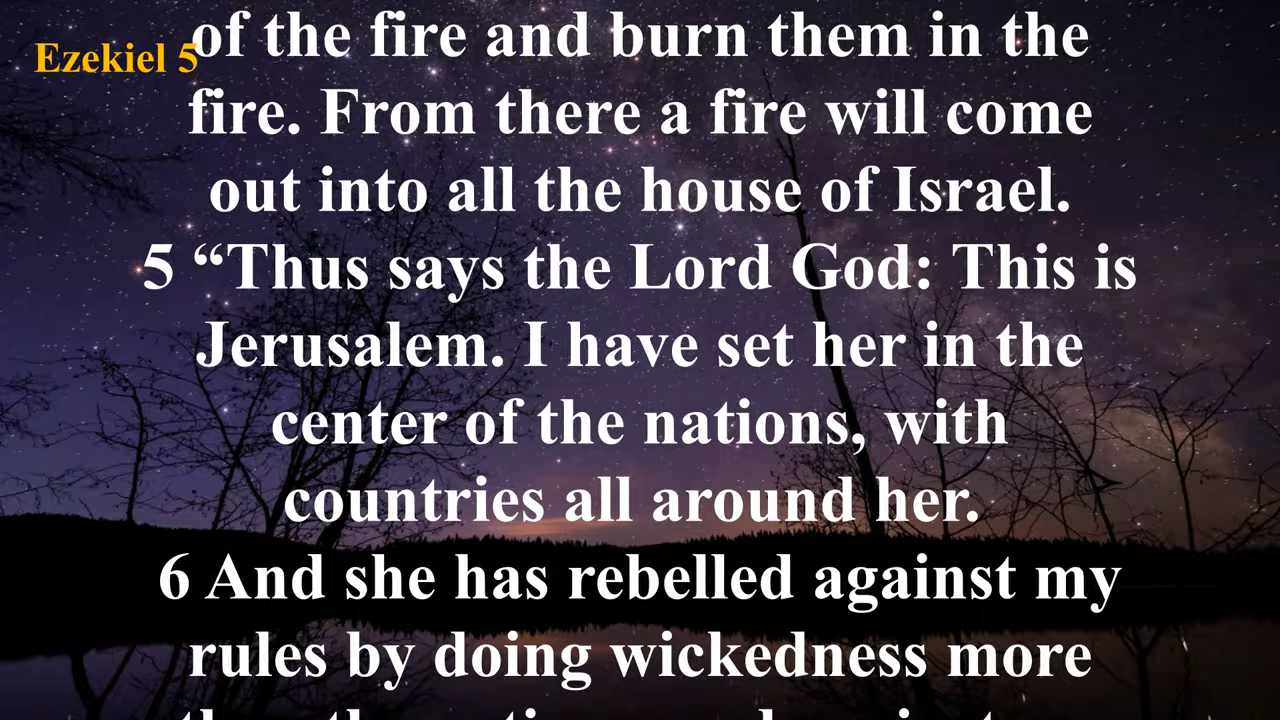 Ezekiel 5
of the fire and burn them in the
fire. From there a fire will come
out into all the house of Israel.
5 “Thus says the Lord God: This is
Jerusalem. I have set her in the
center of the nations, with
countries all around her.
6 And she has rebelled against my
rules by doing wickedness more